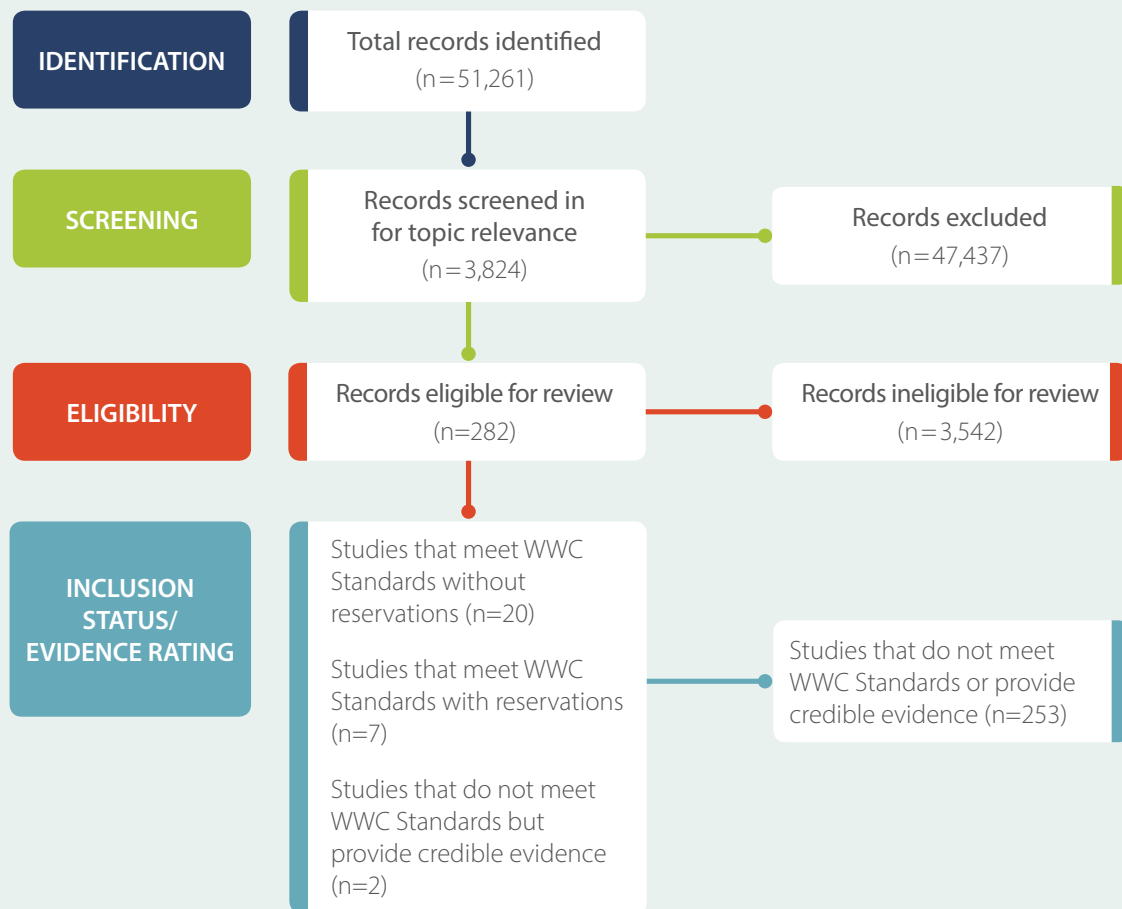 IDENTIFICATION
Total records identified
(n=51,261)
SCREENING
Records screened in
for topic relevance
(n=3,824)
Records excluded
(n=47,437)
ELIGIBILITY
Records eligible for review
(n=282)
Records ineligible for review
(n=3,542)
INCLUSION
STATUS/
EVIDENCE RATING
Studies that meet WWC
Standards without
reservations (n=20)
Studies that meet WWC
Standards with reservations
(n=7)
Studies that do not meet
WWC Standards but
provide credible evidence
(n=2)
Studies that do not meet
WWC Standards or provide
credible evidence (n=253)